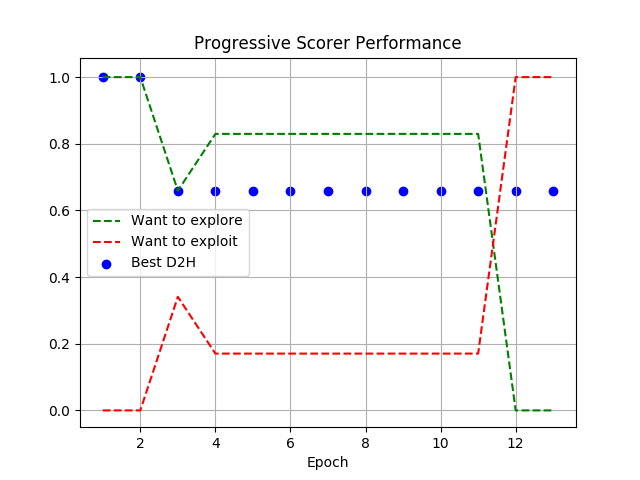 Progressive Scorer Performance
1.0
0.8
0.6
0.4
0.2
0.0
Want to explore
Want to exploit
Best D2H
2 4 6 8 10 12
Epoch